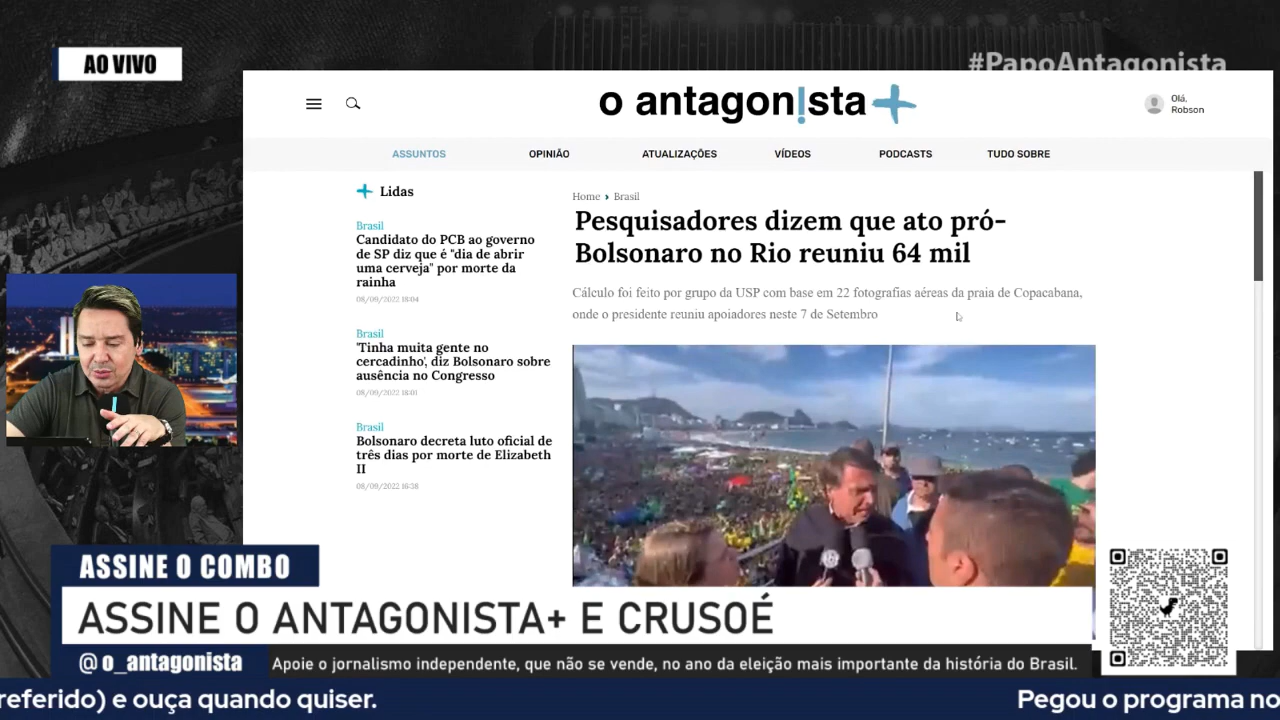 AO VIVO
#PapoAntagonista
o antagon!sta+
Olá,
Robson
ASSUNTOS OPINIÃO ATUALIZAÇÕES VÍDEOS PODCASTS TUDO SOBRE
Lidas
Brasil
Candidato do PCB ao governo
de SP diz que é "dia de abrir
uma cerveja" por morte da
rainha
08/09/2022 18:04
Brasil
'Tinha muita gente no
cercadinho', diz Bolsonaro sobre
ausência no Congresso
08/09/2022 18:01
Brasil
Bolsonaro decreta luto oficial de
três dias por morte de Elizabeth
II
08/09/2022 16:38
Home › Brasil
Pesquisadores dizem que ato pró-
Bolsonaro no Rio reuniu 64 mil
Cálculo foi feito por grupo da USP com base em 22 fotografias aéreas da praia de Copacabana,
onde o presidente reuniu apoiadores neste 7 de Setembro
ASSINE O COMBO
ASSINE O ANTAGONISTA+ E CRUSOÉ
@o_antagonista
Apoie o jornalismo independente, que não se vende, no ano da eleição mais importante da história do Brasil.
referido) e ouça quando quiser. Pegou o programa no